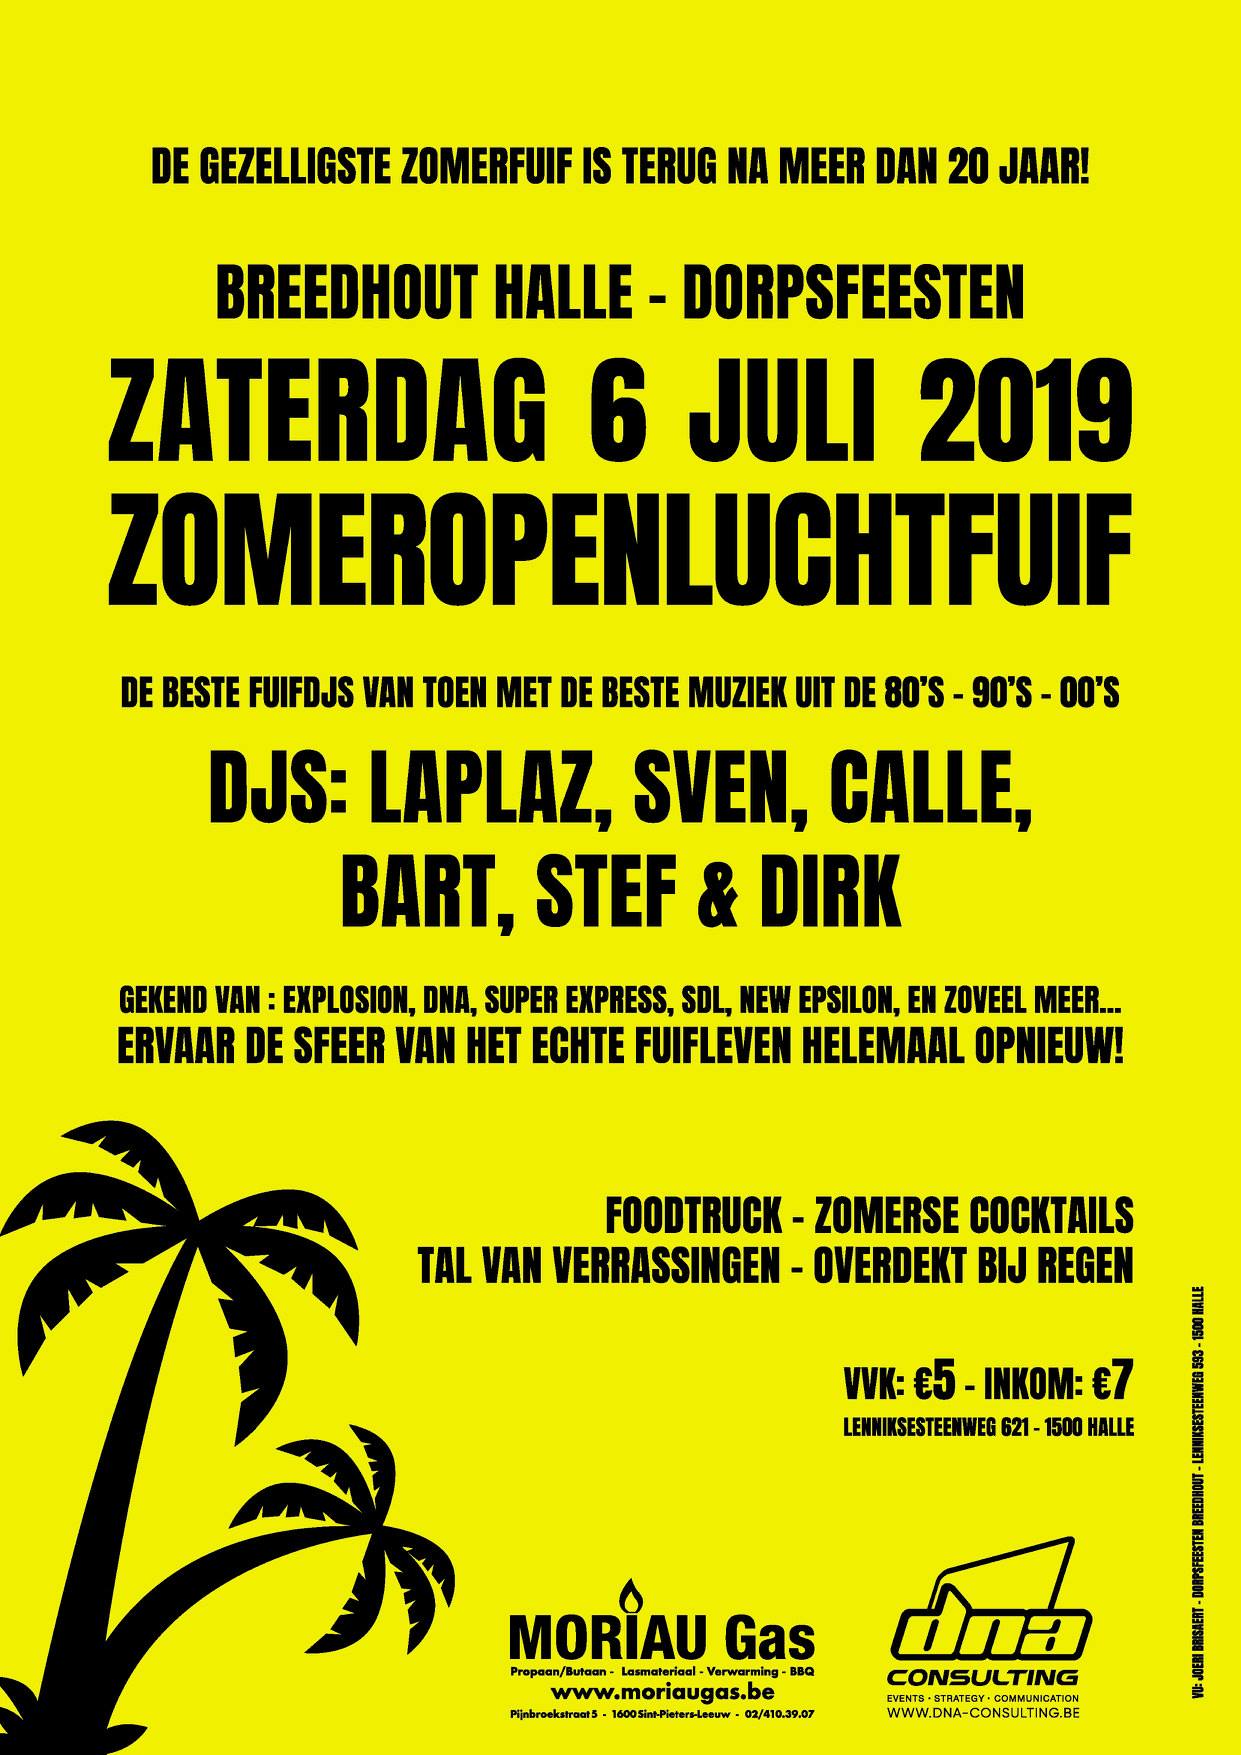 DE GEZELLIGSTE ZOMERFUIF IS TERUG NA MEER DAN 20 JAAR!
BREEDHOUT HALLE - DORPSFEESTEN
ZATERDAG 6 JULI 2019
ZOMEROPENLUCHTFUIF
DE BESTE FUIFDJS VAN TOEN MET DE BESTE MUZIEK UIT DE 80'S - 90'S - 00'S
DJS: LAPLAZ, SVEN, CALLE,
BART, STEF & DIRK
GEKEND VAN : EXPLOSION, DNA, SUPER EXPRESS, SDL, NEW EPSILON, EN ZOVEEL MEER...
ERVAAR DE SFEER VAN HET ECHTE FUIFLEVEN HELEMAAL OPNIEUW!
FOODTRUCK - ZOMERSE COCKTAILS
TAL VAN VERRASSINGEN - OVERDEKT BIJ REGEN
VVK: €5 - INKOM: €7
LENNIKSESTEENWEG 621 - 1500 HALLE
VU: JOERI BRISAERT - DORPSFEESTEN BREEDHOUT - LENNIKSESTEENWEG 593 - 1500 HALLE
MORIAU Gas
Propaan/Butaan - Lasmateriaal - Verwarming - BBQ
www.moriaugas.be
Pijnbroekstraat 5 - 1600 Sint-Pieters-Leeuw - 02/410.39.07
dna
CONSULTING
EVENTS · STRATEGY · COMMUNICATION
WWW.DNA-CONSULTING.BE